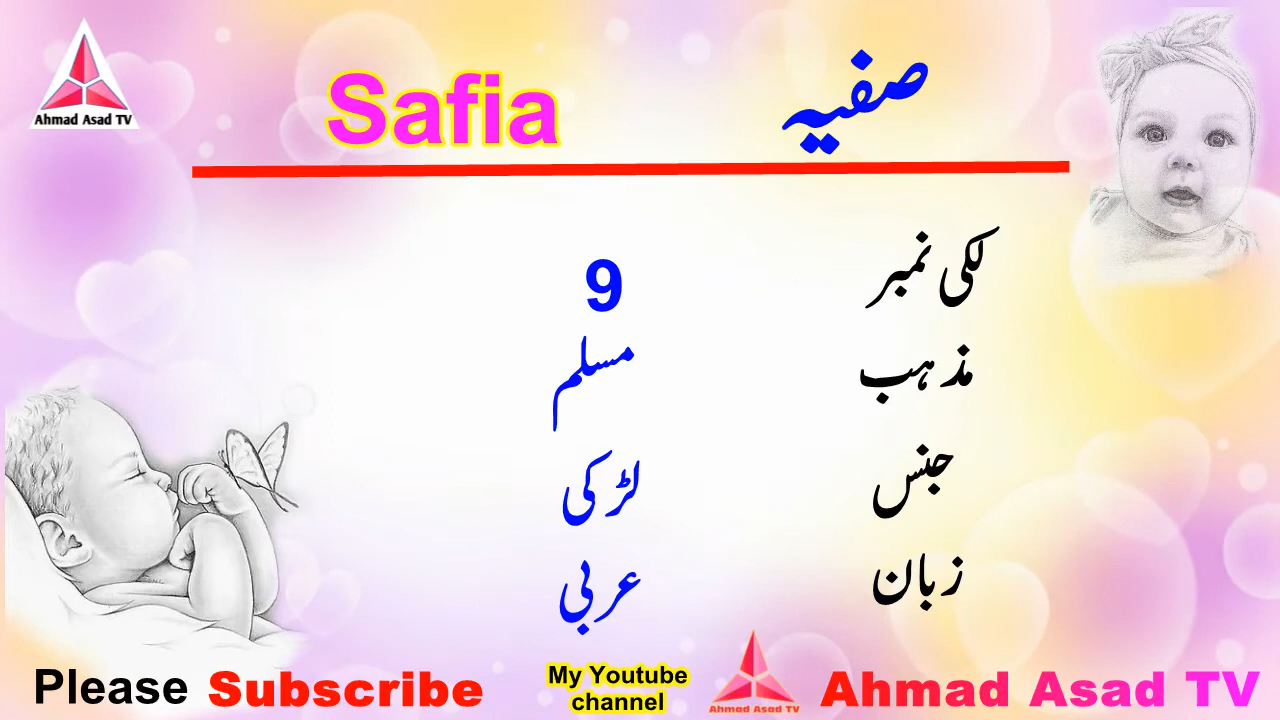 Ahmad Asad TV
Safia صفیہ
لکی نمبر 9
مذہب مسلم
جنس لڑکی
زبان عربی
Please Subscribe
My Youtube
channel
Ahmad Asad TV
Ahmad Asad TV